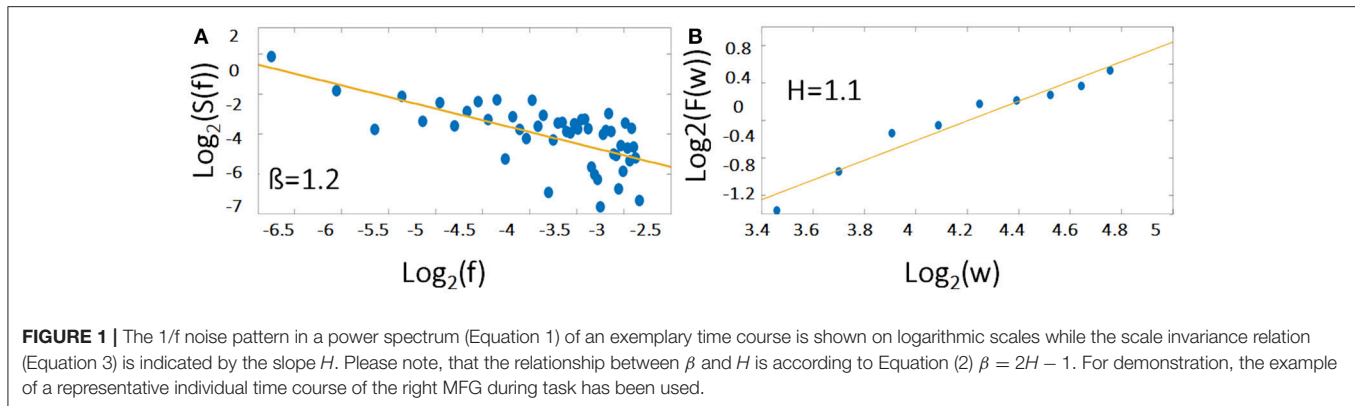 A
2
0
-2
-4
-6
-7
Log2(S(f))
ß=1.2
-6.5 -6 -5.5 -5 -4.5 -4 -3.5 -3 -2.5
Log2(f)
B
0.8
0.4
0
-0.4
-0.8
-1.2
Log2(F(w))
H=1.1
3.4 3.6 3.8 4 4.2 4.4 4.6 4.8 5
Log2(w)
FIGURE 1 | The 1/f noise pattern in a power spectrum (Equation 1) of an exemplary time course is shown on logarithmic scales while the scale invariance relation
(Equation 3) is indicated by the slope H. Please note, that the relationship between β and H is according to Equation (2) β = 2H − 1. For demonstration, the example
of a representative individual time course of the right MFG during task has been used.